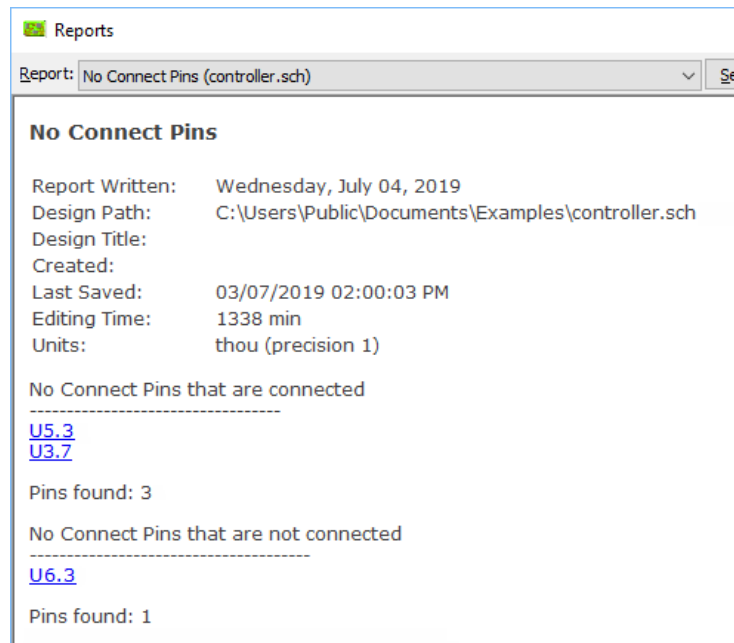 Reports
Report: No Connect Pins (controller.sch)
Se
No Connect Pins
Report Written: Wednesday, July 04, 2019
Design Path: C:\Users\Public\Documents\Examples\controller.sch
Design Title:
Created:
Last Saved: 03/07/2019 02:00:03 PM
Editing Time: 1338 min
Units: thou (precision 1)
No Connect Pins that are connected
----------------------------------
U5.3
U3.7
Pins found: 3
No Connect Pins that are not connected
--------------------------------------
U6.3
Pins found: 1